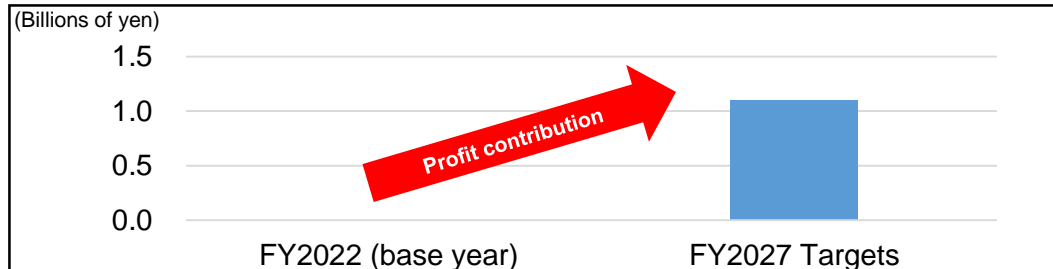 (Billions of yen)
1.5
1.0
0.5
0.0
Profit contribution
FY2022 (base year)
FY2027 Targets